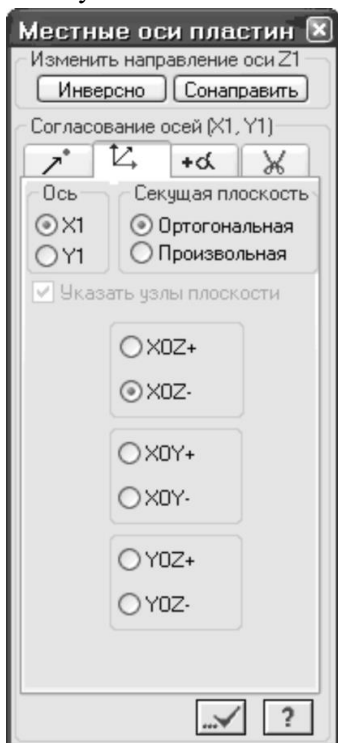 Местные оси пластин
Изменить направление оси Z1
Инверсно Сонаправить
Согласование осей (X1, Y1)
+α
Ось Секущая плоскость
X1 Ортогональная
Y1 Произвольная
Указать узлы плоскости
X0Z+
X0Z-
X0Y+
X0Y-
Y0Z+
Y0Z-
... ?